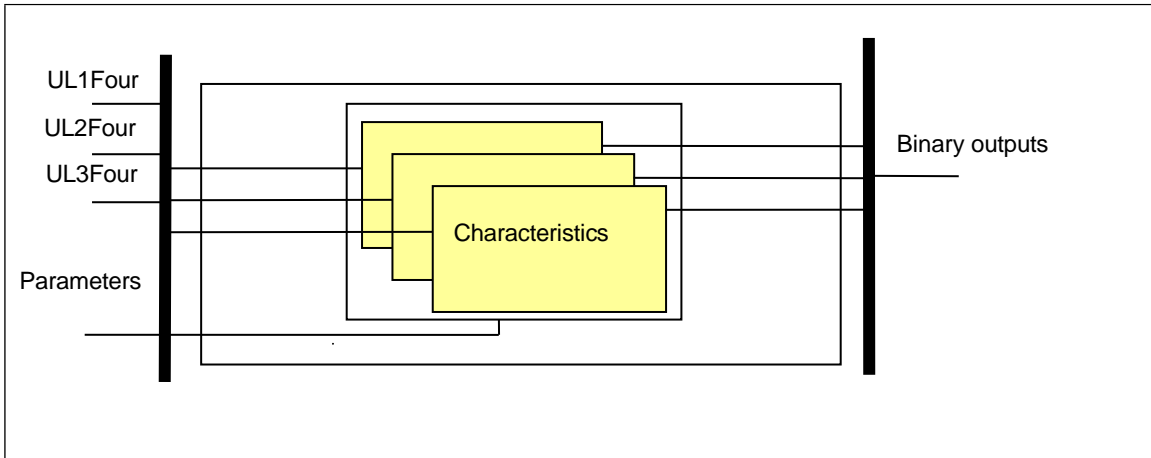 UL1Four
UL2Four
UL3Four
Parameters
Characteristics
Binary outputs